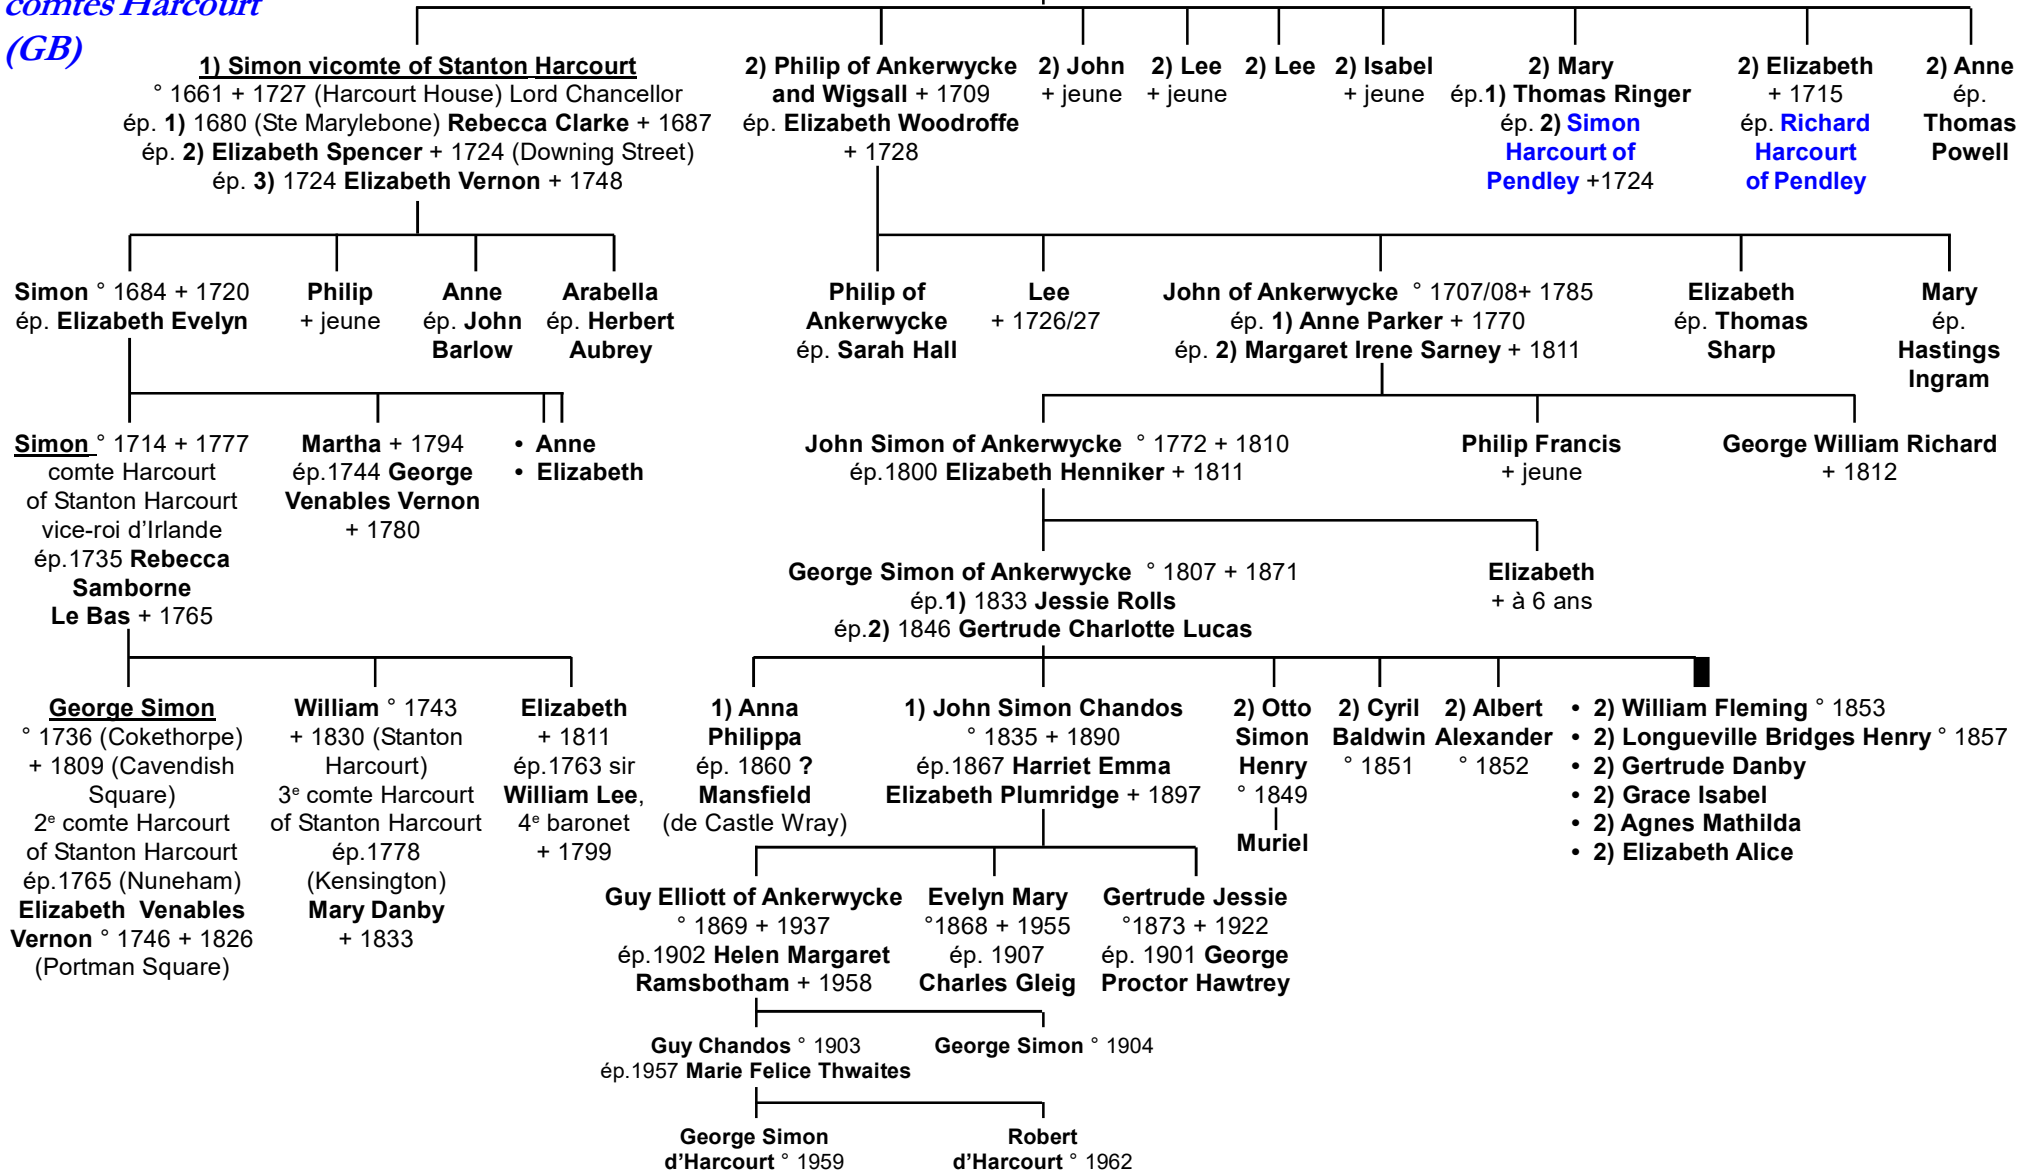 comtes Harcourt
(GB)
1) Simon vicomte of Stanton Harcourt
° 1661 + 1727 (Harcourt House) Lord Chancellor
ép. 1) 1680 (Ste Marylebone) Rebecca Clarke + 1687
ép. 2) Elizabeth Spencer + 1724 (Downing Street)
ép. 3) 1724 Elizabeth Vernon + 1748
2) Philip of Ankerwycke
and Wigsall + 1709
ép. Elizabeth Woodroffe
+ 1728
2) John
+ jeune
2) Lee
+ jeune
2) Lee
2) Isabel
+ jeune
2) Mary
ép.1) Thomas Ringer
ép. 2) Simon
Harcourt of
Pendley +1724
2) Elizabeth
+ 1715
ép. Richard
Harcourt
of Pendley
2) Anne
ép.
Thomas
Powell
Simon ° 1684 + 1720
ép. Elizabeth Evelyn
Philip
+ jeune
Anne
ép. John
Barlow
Arabella
ép. Herbert
Aubrey
Philip of
Ankerwycke
ép. Sarah Hall
Lee
+ 1726/27
John of Ankerwycke ° 1707/08+ 1785
ép. 1) Anne Parker + 1770
ép. 2) Margaret Irene Sarney + 1811
Elizabeth
ép. Thomas
Sharp
Mary
ép.
Hastings
Ingram
Simon ° 1714 + 1777
comte Harcourt
of Stanton Harcourt
vice-roi d'Irlande
ép.1735 Rebecca
Samborne
Le Bas + 1765
Martha + 1794
ép.1744 George
Venables Vernon
+ 1780
• Anne
• Elizabeth
John Simon of Ankerwycke ° 1772 + 1810
ép.1800 Elizabeth Henniker + 1811
Philip Francis
+ jeune
George William Richard
+ 1812
George Simon of Ankerwycke ° 1807 + 1871
ép.1) 1833 Jessie Rolls
ép.2) 1846 Gertrude Charlotte Lucas
Elizabeth
+ à 6 ans
George Simon
° 1736 (Cokethorpe)
+ 1809 (Cavendish
Square)
2e comte Harcourt
of Stanton Harcourt
ép.1765 (Nuneham)
Elizabeth Venables
Vernon ° 1746 + 1826
(Portman Square)
William ° 1743
+ 1830 (Stanton
Harcourt)
3e comte Harcourt
of Stanton Harcourt
ép.1778
(Kensington)
Mary Danby
+ 1833
Elizabeth
+ 1811
ép.1763 sir
William Lee,
4e baronet
+ 1799
1) Anna
Philippa
ép. 1860 ?
Mansfield
(de Castle Wray)
1) John Simon Chandos
° 1835 + 1890
ép.1867 Harriet Emma
Elizabeth Plumridge + 1897
2) Otto
Simon
Henry
° 1849
Muriel
2) Cyril
Baldwin
° 1851
2) Albert
Alexander
° 1852
• 2) William Fleming ° 1853
• 2) Longueville Bridges Henry ° 1857
• 2) Gertrude Danby
• 2) Grace Isabel
• 2) Agnes Mathilda
• 2) Elizabeth Alice
Guy Elliott of Ankerwycke
° 1869 + 1937
ép.1902 Helen Margaret
Ramsbotham + 1958
Evelyn Mary
°1868 + 1955
ép. 1907
Charles Gleig
Gertrude Jessie
°1873 + 1922
ép. 1901 George
Proctor Hawtrey
Guy Chandos ° 1903
ép.1957 Marie Felice Thwaites
George Simon ° 1904
George Simon
d'Harcourt ° 1959
Robert
d'Harcourt ° 1962